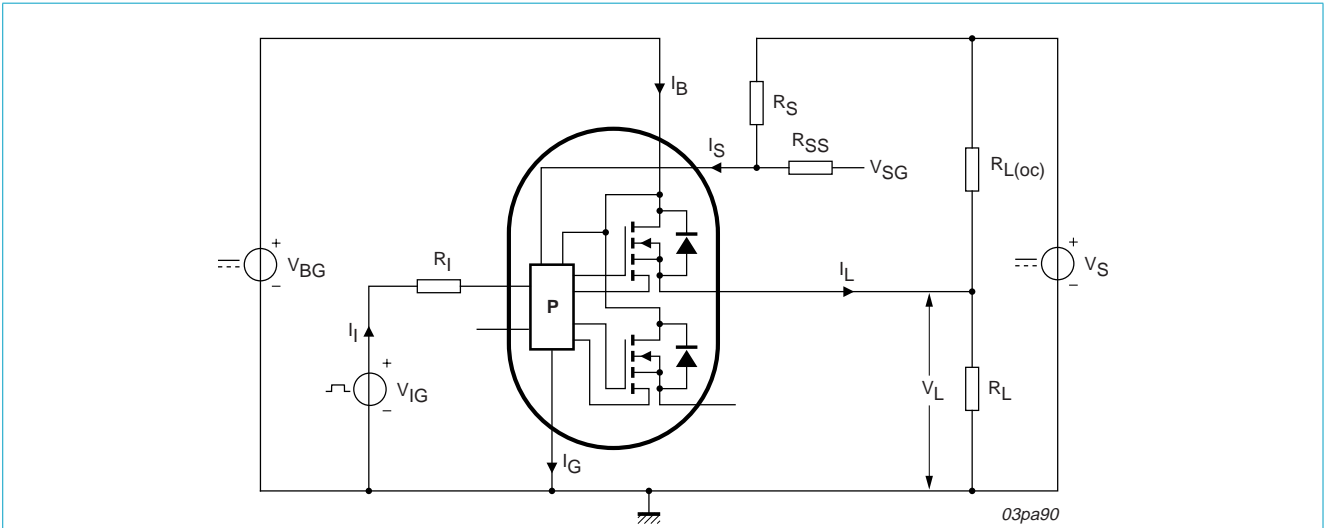 I_B
R_S
I_S
R_SS
V_SG
R_L(oc)
+
V_BG
−
R_I
P
I_L
+
V_S
−
I_I
+
V_IG
−
V_L
R_L
I_G
03pa90